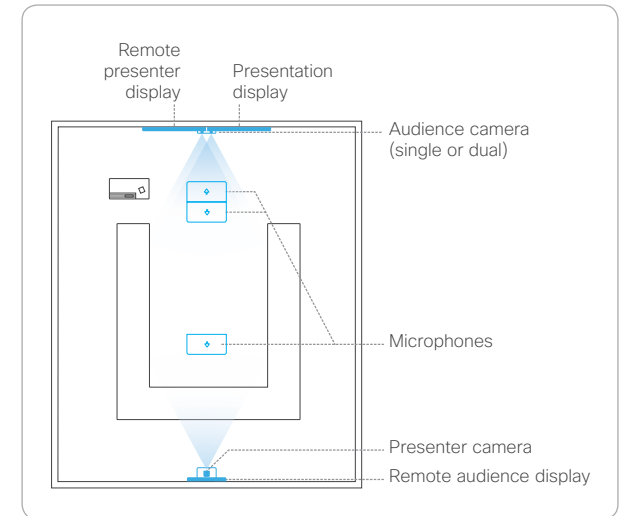 Remote
presenter
display
Presentation
display
Audience camera
(single or dual)
Microphones
Presenter camera
Remote audience display